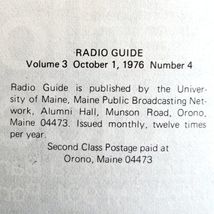 RADIO GUIDE
Volume 3 October 1, 1976 Number 4
Radio Guide is published by the Univer-
sity of Maine, Maine Public Broadcasting Net-
work, Alumni Hall, Munson Road, Orono,
Maine 04473. Issued monthly, twelve times
per year.
Second Class Postage paid at
Orono, Maine 04473